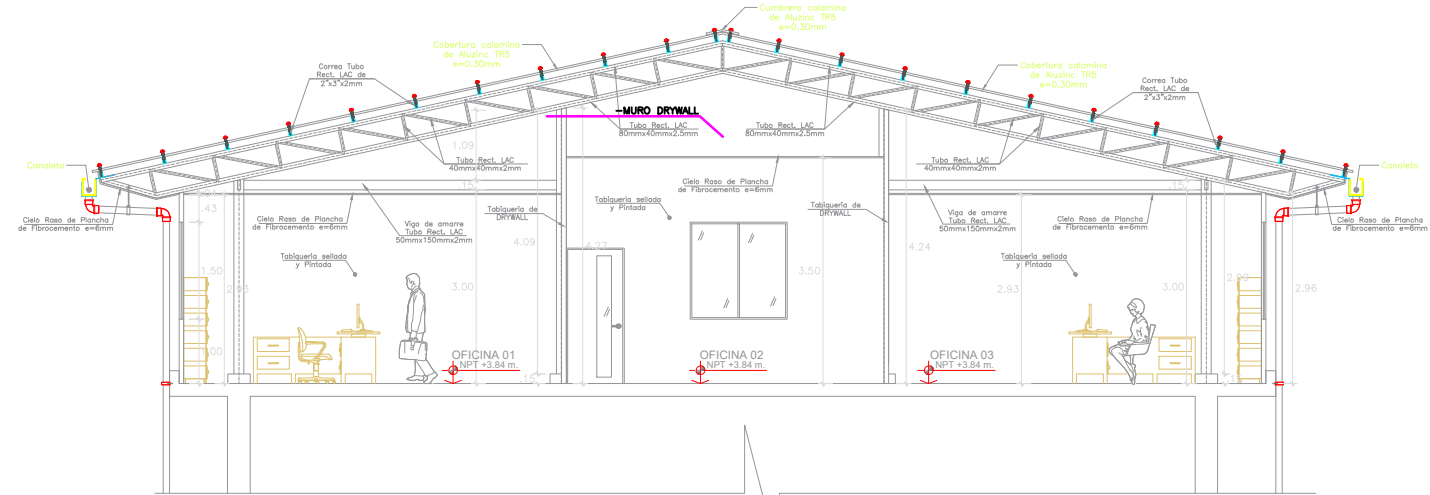 Cumbrera calamina
de Aluzinc TR5
e=0.30mm
Cobertura calamina
de Aluzinc TR5
e=0.30mm
Correa Tubo
Rect. LAC de
2"x3"x2mm
Cobertura calamina
de Aluzinc TR5
e=0.30mm
Correa Tubo
Rect. LAC de
2"x3"x2mm
-MURO DRYWALL
Tubo Rect. LAC
80mmx40mmx2.5mm
Tubo Rect. LAC
80mmx40mmx2.5mm
1.09
Canaleta
Tubo Rect. LAC
40mmx40mmx2mm
Tubo Rect. LAC
40mmx40mmx2mm
Canaleta
.15
Cielo Raso de Plancha
de Fibrocemento e=6mm
.15
.43
Cielo Raso de Plancha
de Fibrocemento e=6mm
Cielo Raso de Plancha
de Fibrocemento e=6mm
Viga de amarre
Tubo Rect. LAC
50mmx150mmx2mm
Tabiquería de
DRYWALL
Tabiquería sellada
y Pintada
Tabiquería de
DRYWALL
Viga de amarre
Tubo Rect. LAC
50mmx150mmx2mm
Cielo Raso de Plancha
de Fibrocemento e=6mm
Cielo Raso de Plancha
de Fibrocemento e=6mm
4.09
4.27
4.24
Tabiquería sellada
y Pintada
Tabiquería sellada
y Pintada
1.50
3.50
3.00
2.93
3.00
2.96
OFICINA 01
NPT +3.84 m.
OFICINA 02
NPT +3.84 m.
OFICINA 03
NPT +3.84 m.
.15